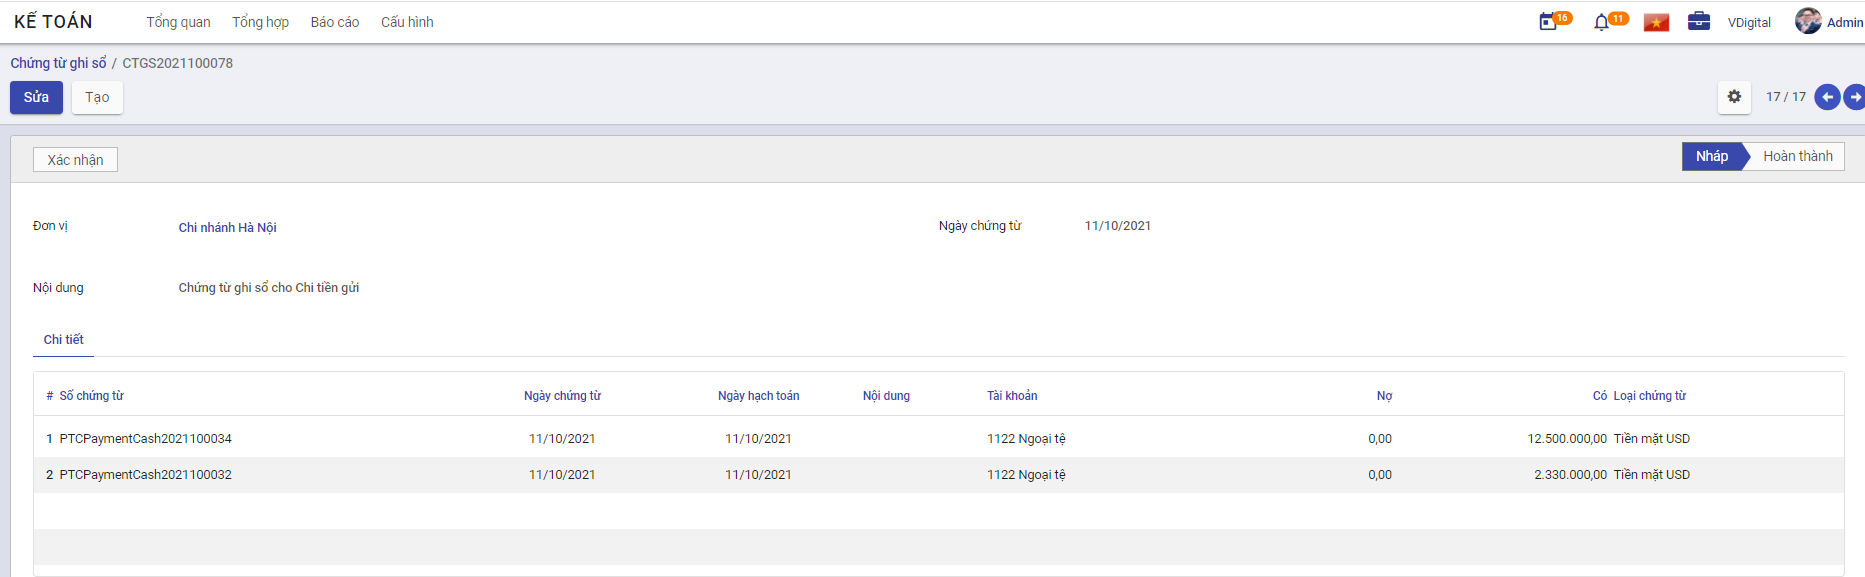 KẾ TOÁN Tổng quan Tổng hợp Báo cáo Cấu hình 16 11 VDigital Admin
Chứng từ ghi sổ / CTGS2021100078
Sửa Tạo 17 / 17
Xác nhận Nháp Hoàn thành
Đơn vị Chi nhánh Hà Nội Ngày chứng từ 11/10/2021
Nội dung Chứng từ ghi sổ cho Chi tiền gửi
Chi tiết
# Số chứng từ Ngày chứng từ Ngày hạch toán Nội dung Tài khoản Nợ Có Loại chứng từ
1 PTCPaymentCash2021100034 11/10/2021 11/10/2021 1122 Ngoại tệ 0,00 12.500.000,00 Tiền mặt USD
2 PTCPaymentCash2021100032 11/10/2021 11/10/2021 1122 Ngoại tệ 0,00 2.330.000,00 Tiền mặt USD